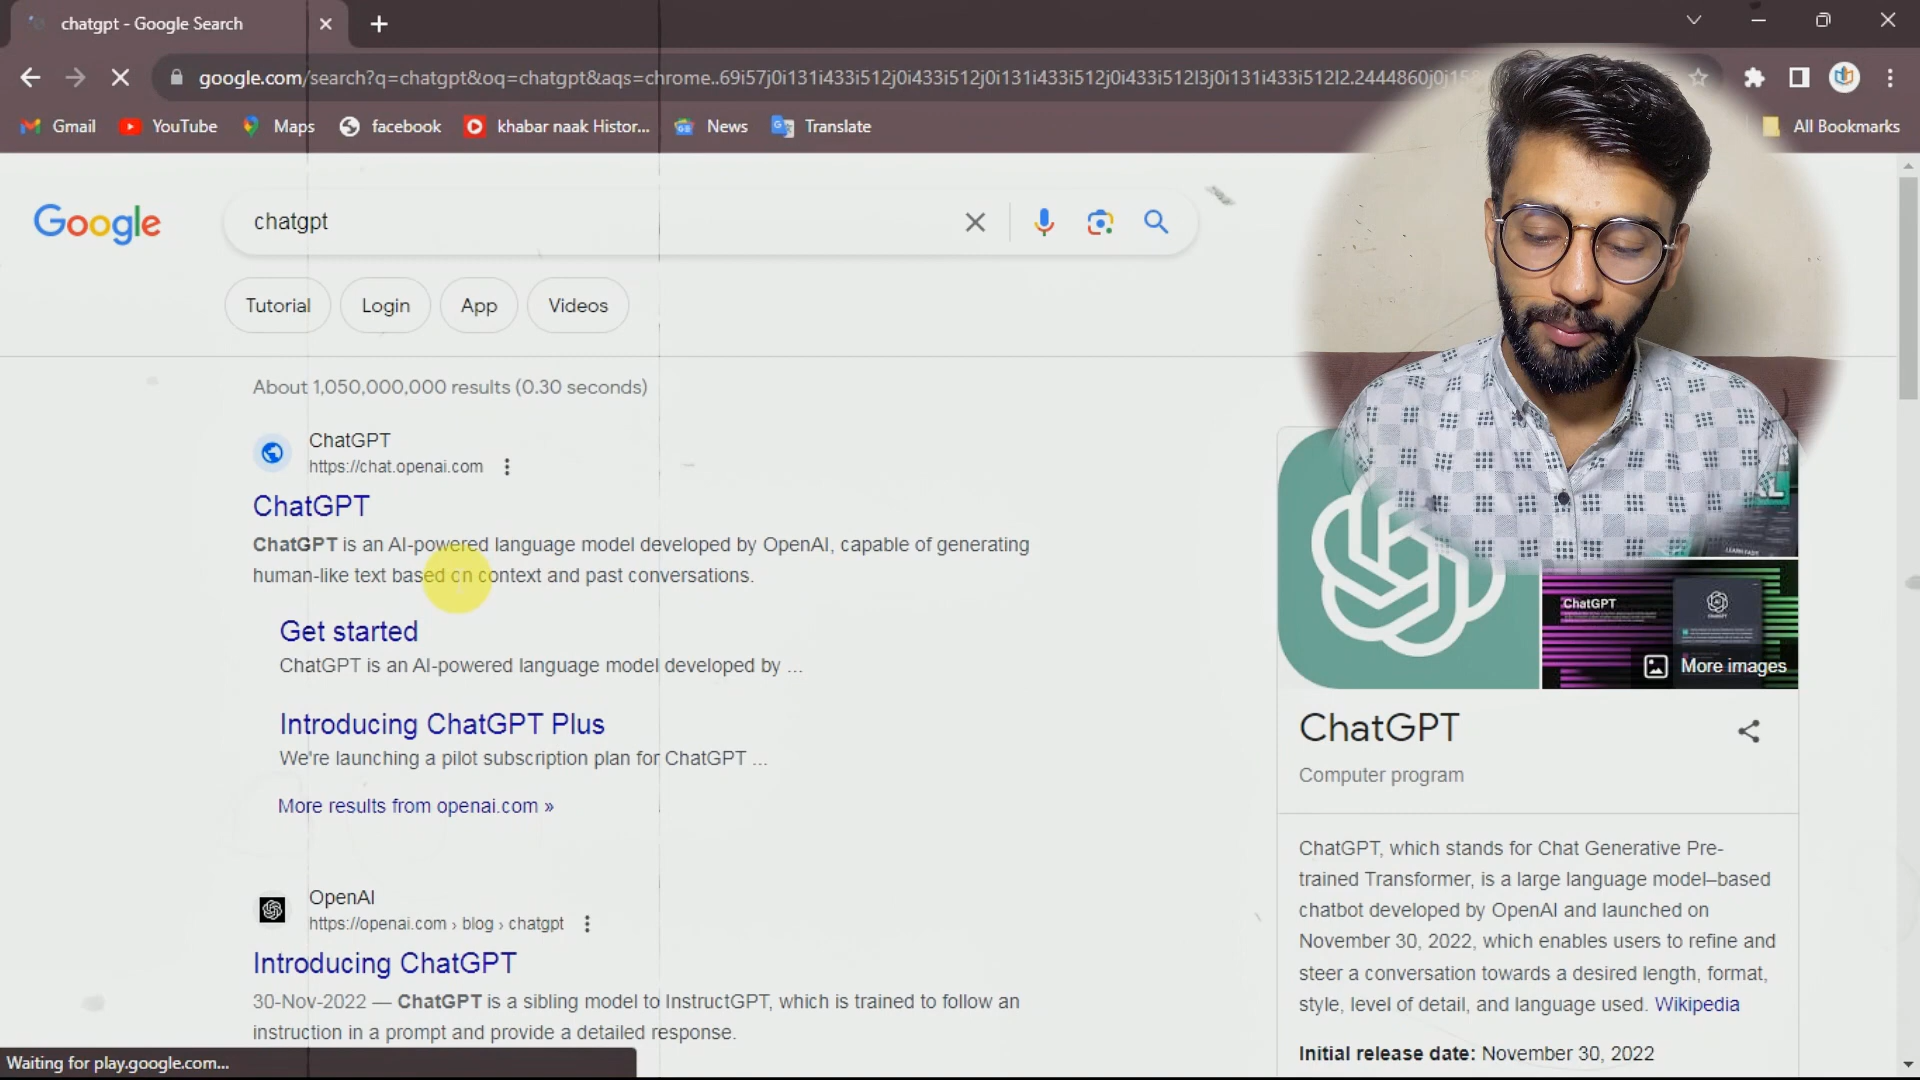 chatgpt - Google Search
google.com/search?q=chatgpt&oq=chatgpt&aqs=chrome..69i57j0i131i433i512j0i433i512j0i131i433i512j0i433i512l3j0i131i433i512l2.2444860j0j15
Gmail YouTube Maps facebook khabar naak Histor... News Translate All Bookmarks
Google chatgpt
Tutorial Login App Videos
About 1,050,000,000 results (0.30 seconds)
ChatGPT
https://chat.openai.com
ChatGPT
ChatGPT is an AI-powered language model developed by OpenAI, capable of generating
human-like text based on context and past conversations.
Get started
ChatGPT is an AI-powered language model developed by ...
Introducing ChatGPT Plus
We're launching a pilot subscription plan for ChatGPT ...
More results from openai.com »
OpenAI
https://openai.com › blog › chatgpt
Introducing ChatGPT
30-Nov-2022 — ChatGPT is a sibling model to InstructGPT, which is trained to follow an
instruction in a prompt and provide a detailed response.
Waiting for play.google.com...
LEARN FAST
ChatGPT
More images
ChatGPT
Computer program
ChatGPT, which stands for Chat Generative Pre-
trained Transformer, is a large language model–based
chatbot developed by OpenAI and launched on
November 30, 2022, which enables users to refine and
steer a conversation towards a desired length, format,
style, level of detail, and language used. Wikipedia
Initial release date: November 30, 2022